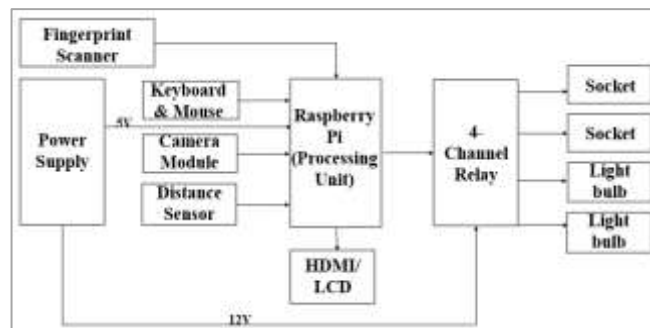 Fingerprint
Scanner
Keyboard
& Mouse
5V
Power
Supply
Camera
Module
Distance
Sensor
Raspberry
Pi
(Processing
Unit)
HDMI/
LCD
4-
Channel
Relay
Socket
Socket
Light
bulb
Light
bulb
12V